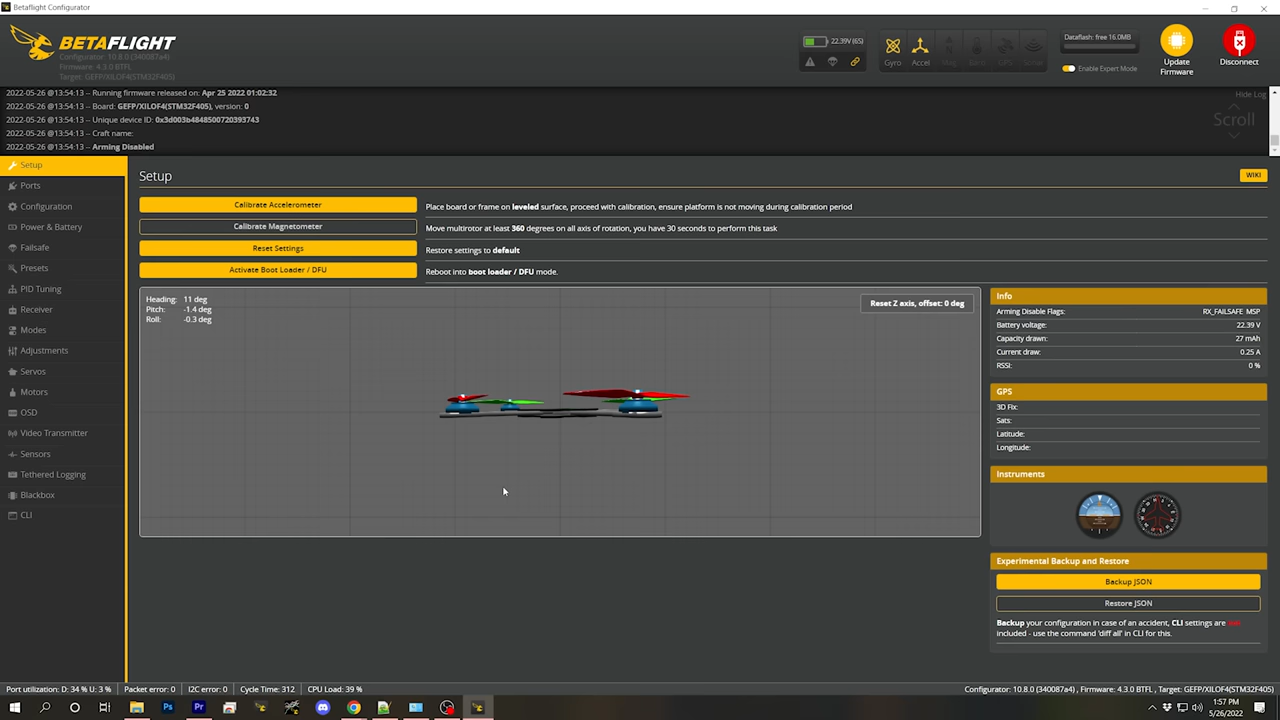 Betaflight Configurator
BETAFLIGHT
Configurator: 10.8.0 (340087a4)
Firmware: 4.3.0 BTFL
Target: GEFP/XILOF4(STM32F405)
22.39V (6S)
Gyro
Accel
Mag
Baro
GPS
Sonar
Dataflash: free 16.0MB
Enable Expert Mode
Update
Firmware
Disconnect
2022-05-26 @13:54:13 -- Running firmware released on: Apr 25 2022 01:02:32
2022-05-26 @13:54:13 -- Board: GEFP/XILOF4(STM32F405), version: 0
2022-05-26 @13:54:13 -- Unique device ID: 0x3d003b4848500720393743
2022-05-26 @13:54:13 -- Craft name:
2022-05-26 @13:54:13 -- Arming Disabled
Hide Log
Scroll
Setup
Ports
Configuration
Power & Battery
Failsafe
Presets
PID Tuning
Receiver
Modes
Adjustments
Servos
Motors
OSD
Video Transmitter
Sensors
Tethered Logging
Blackbox
CLI
Setup
WIKI
Calibrate Accelerometer
Place board or frame on leveled surface, proceed with calibration, ensure platform is not moving during calibration period
Calibrate Magnetometer
Move multirotor at least 360 degrees on all axis of rotation, you have 30 seconds to perform this task
Reset Settings
Restore settings to default
Activate Boot Loader / DFU
Reboot into boot loader / DFU mode.
Heading: 11 deg
Pitch: -1.4 deg
Roll: -0.3 deg
Reset Z axis, offset: 0 deg
Info
Arming Disable Flags: RX_FAILSAFE MSP
Battery voltage: 22.39 V
Capacity drawn: 27 mAh
Current draw: 0.25 A
RSSI: 0 %
GPS
3D Fix:
Sats:
Latitude:
Longitude:
Instruments
Experimental Backup and Restore
Backup JSON
Restore JSON
Backup your configuration in case of an accident, CLI settings are not
included - use the command 'diff all' in CLI for this.
Port utilization: D: 34 % U: 3 %
Packet error: 0
I2C error: 0
Cycle Time: 312
CPU Load: 39 %
Configurator: 10.8.0 (340087a4), Firmware: 4.3.0 BTFL, Target: GEFP/XILOF4(STM32F405)
Ps
Pr
1:57 PM
5/26/2022